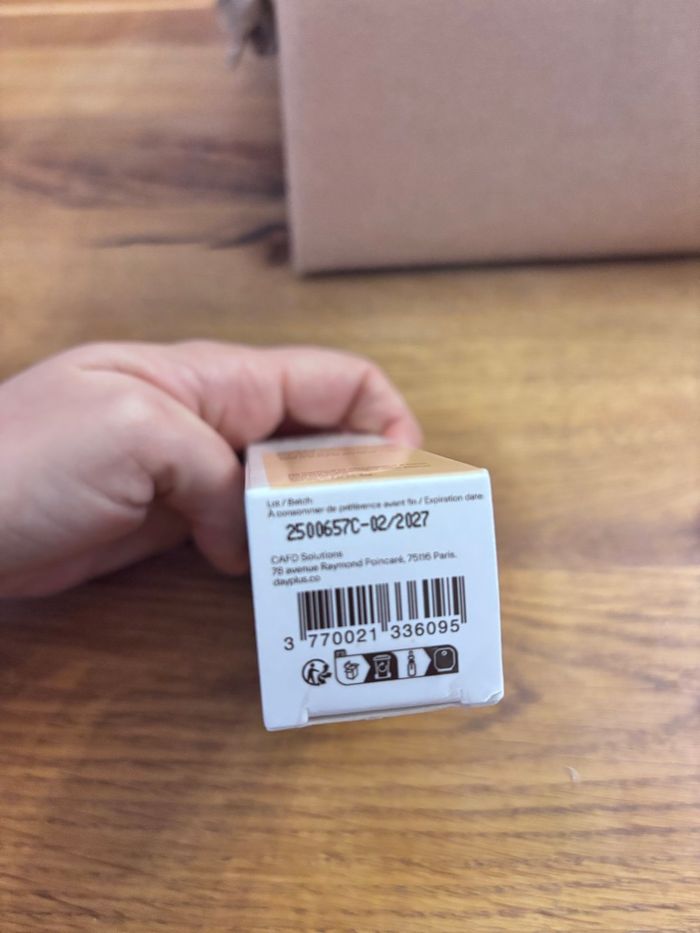 Lot / Batch:
À consommer de préférence avant fin / Expiration date:
2500657C-02/2027
CAFD Solutions
78 avenue Raymond Poincaré, 75116 Paris.
dayplus.co
3 770021 336095